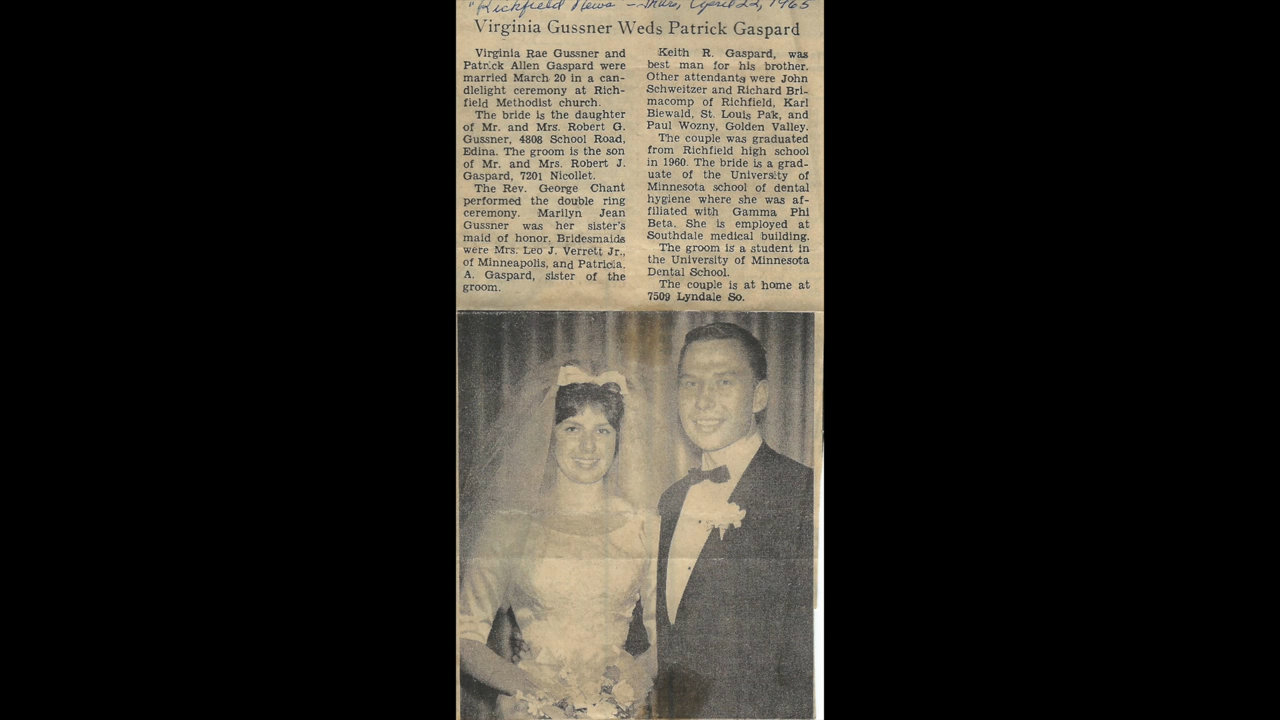 "Richfield News" -- Thurs, April 22, 1965
Virginia Gussner Weds Patrick Gaspard
Virginia Rae Gussner and
Patrick Allen Gaspard were
married March 20 in a can-
dlelight ceremony at Rich-
field Methodist church.
The bride is the daughter
of Mr. and Mrs. Robert G.
Gussner, 4808 School Road,
Edina. The groom is the son
of Mr. and Mrs. Robert J.
Gaspard, 7201 Nicollet.
The Rev. George Chant
performed the double ring
ceremony. Marilyn Jean
Gussner was her sister's
maid of honor. Bridesmaids
were Mrs. Leo J. Verrett Jr.,
of Minneapolis, and Patricia.
A. Gaspard, sister of the
groom.
Keith R. Gaspard, was
best man for his brother.
Other attendants were John
Schweitzer and Richard Bri-
macomp of Richfield, Karl
Biewald, St. Louis Pa'k, and
Paul Wozny, Golden Valley.
The couple was graduated
from Richfield high school
in 1960. The bride is a grad-
uate of the University of
Minnesota school of dental
hygiene where she was af-
filiated with Gamma Phi
Beta. She is employed at
Southdale medical building.
The groom is a student in
the University of Minnesota
Dental School.
The couple is at home at
7509 Lyndale So.